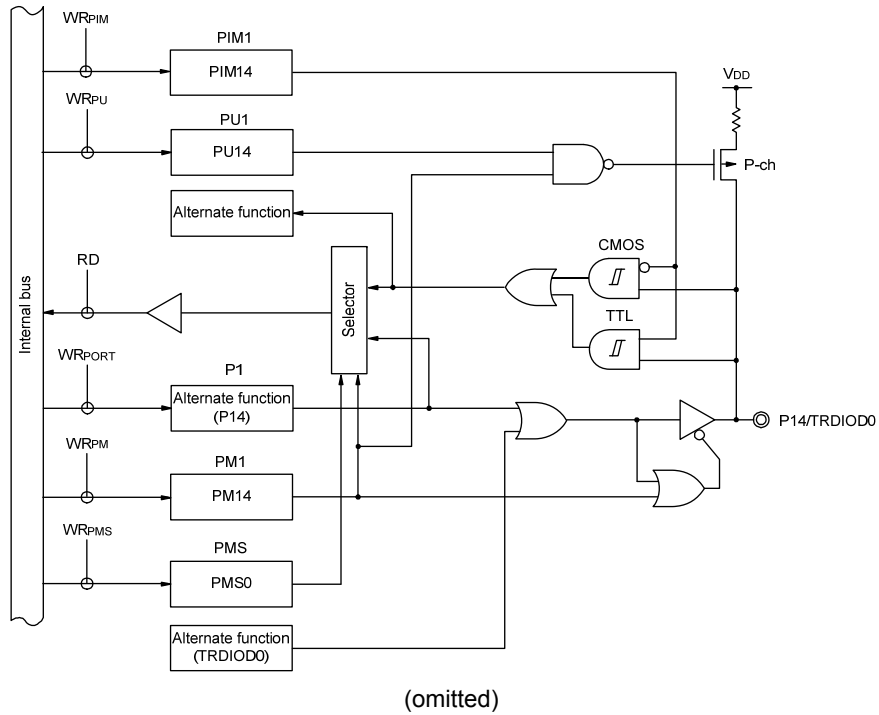 WRPIM
PIM1
PIM14
WRPU
PU1
PU14
VDD
P-ch
Alternate function
CMOS
RD
Selector
TTL
Internal bus
WRPORT
P1
Alternate function
(P14)
P14/TRDIOD0
WRPM
PM1
PM14
WRPMS
PMS
PMS0
Alternate function
(TRDIOD0)
(omitted)